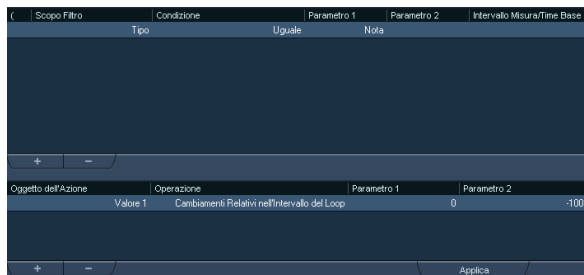 ( Scopo Filtro Condizione Parametro 1 Parametro 2 Intervallo Misura/Time Base
Tipo Uguale Nota
+ −
Oggetto dell'Azione Operazione Parametro 1 Parametro 2
Valore 1 Cambiamenti Relativi nell'Intervallo del Loop 0 -100
+ − Applica